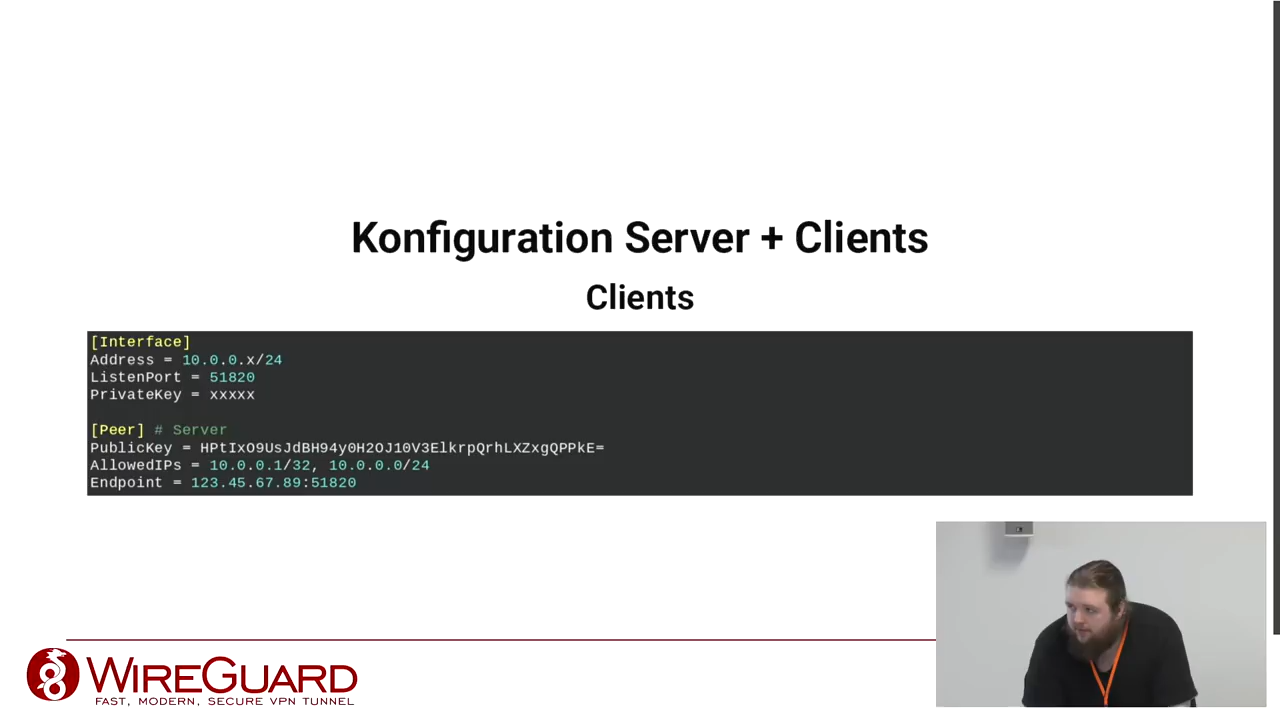 Konfiguration Server + Clients
Clients
[Interface]
Address = 10.0.0.x/24
ListenPort = 51820
PrivateKey = xxxxx
[Peer] # Server
PublicKey = HPtIxO9UsJdBH94y0H2OJ10V3ElkrpQrhLXZxgQPPkE=
AllowedIPs = 10.0.0.1/32, 10.0.0.0/24
Endpoint = 123.45.67.89:51820
WIREGUARD
FAST, MODERN, SECURE VPN TUNNEL